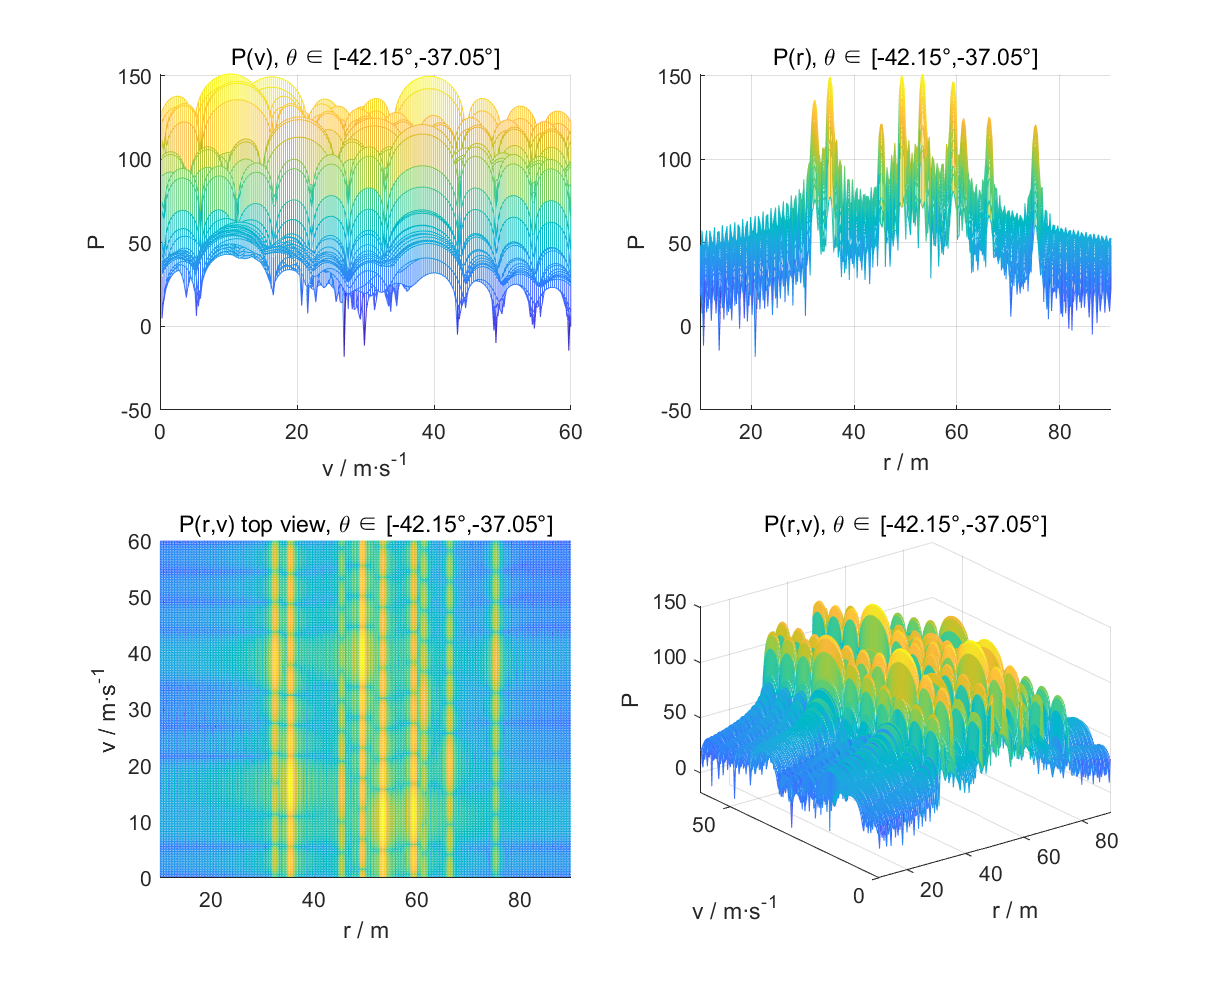 P(v), θ ∈ [-42.15°,-37.05°]
150
100
50
0
-50
P
0 20 40 60
v / m·s⁻¹
P(r), θ ∈ [-42.15°,-37.05°]
150
100
50
0
-50
P
20 40 60 80
r / m
P(r,v) top view, θ ∈ [-42.15°,-37.05°]
60
50
40
30
20
10
0
v / m·s⁻¹
20 40 60 80
r / m
P(r,v), θ ∈ [-42.15°,-37.05°]
150
100
50
0
P
50
0
v / m·s⁻¹
20 40 60 80
r / m